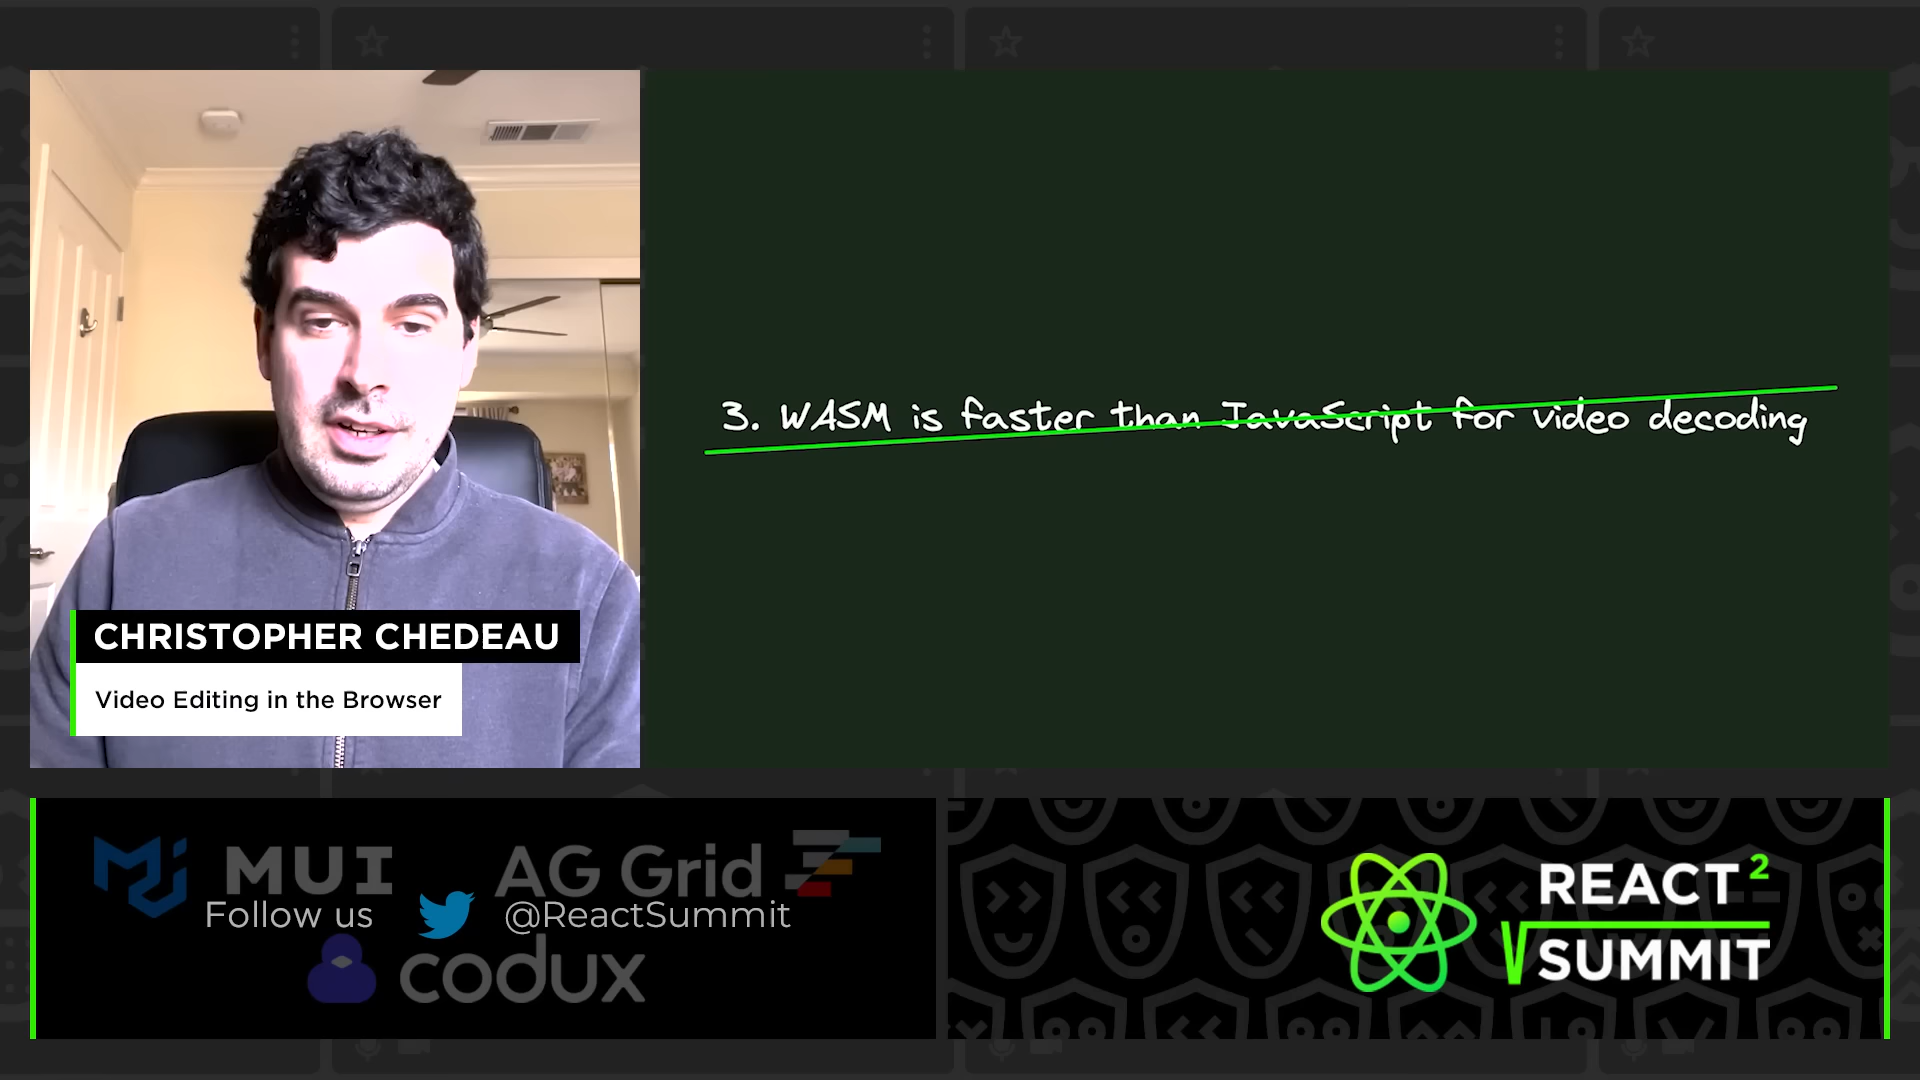 3. WASM is faster than JavaScript for video decoding
CHRISTOPHER CHEDEAU
Video Editing in the Browser
MUI
AG Grid
Follow us @ReactSummit
codux
REACT 2
SUMMIT